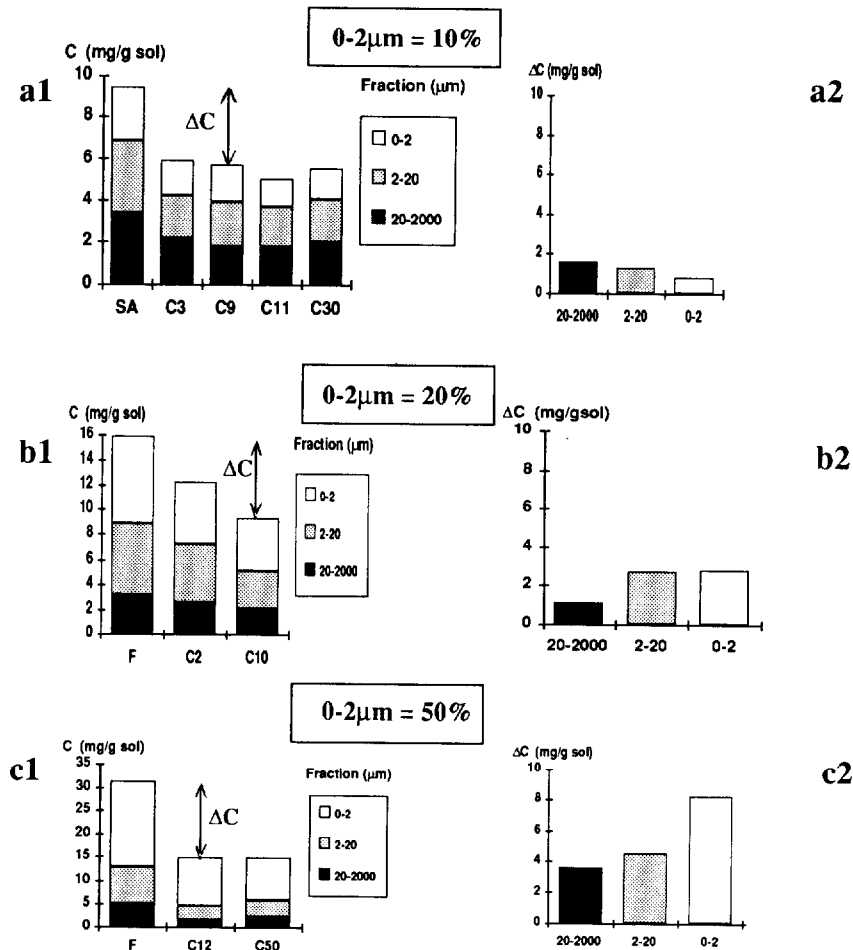 0-2μm = 10%
a1
C (mg/g sol)
10
8
6
4
2
0
ΔC
SA C3 C9 C11 C30
Fraction (μm)
0-2
2-20
20-2000
a2
ΔC (mg/g sol)
10
8
6
4
2
0
20-2000 2-20 0-2
0-2μm = 20%
b1
C (mg/g sol)
16
14
12
10
8
6
4
2
0
ΔC
F C2 C10
Fraction (μm)
0-2
2-20
20-2000
b2
ΔC (mg/gsol)
10
8
6
4
2
0
20-2000 2-20 0-2
0-2μm = 50%
c1
C (mg/g sol)
35
30
25
20
15
10
5
0
ΔC
F C12 C50
Fraction (μm)
0-2
2-20
20-2000
c2
ΔC (mg/g sol)
10
8
6
4
2
0
20-2000 2-20 0-2